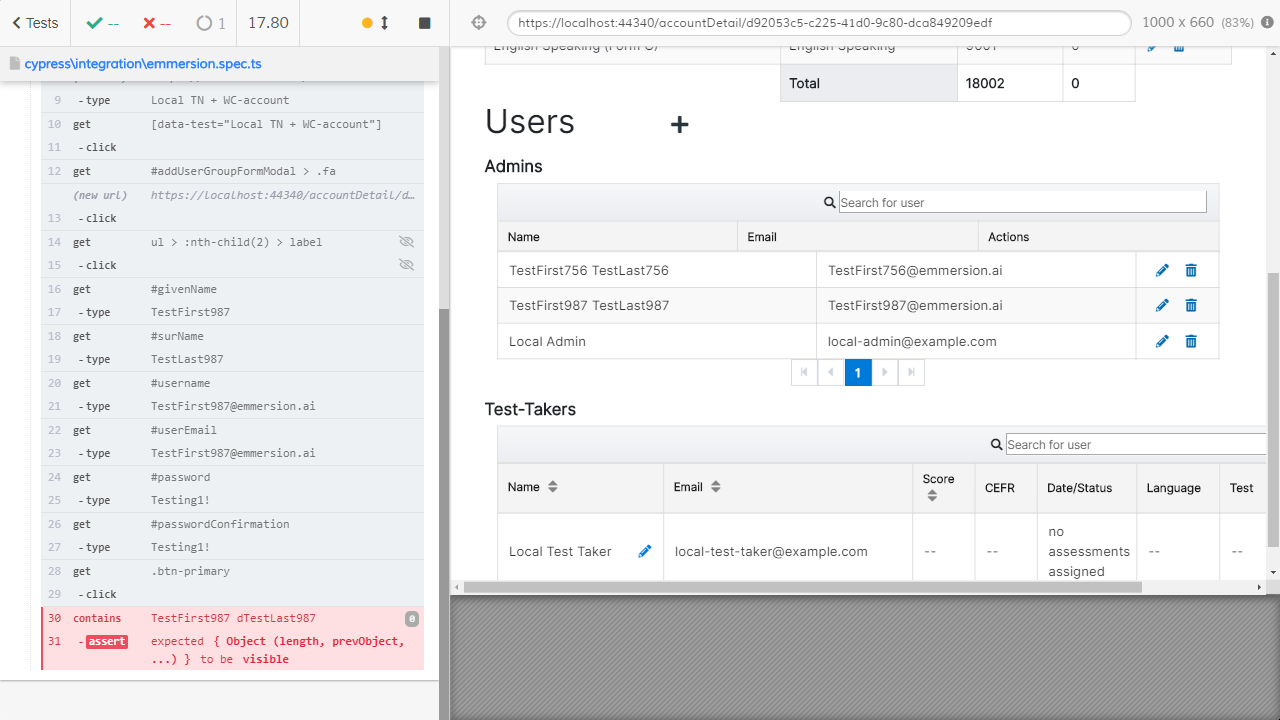 Tests -- -- 1 17.80
https://localhost:44340/accountDetail/d92053c5-c225-41d0-9c80-dca849209edf 1000 x 660 (83%)
cypress\integration\emmersion.spec.ts
9 -type Local TN + WC-account
10 get [data-test="Local TN + WC-account"]
11 -click
12 get #addUserGroupFormModal > .fa
(new url) https://localhost:44340/accountDetail/d…
13 -click
14 get ul > :nth-child(2) > label
15 -click
16 get #givenName
17 -type TestFirst987
18 get #surName
19 -type TestLast987
20 get #username
21 -type TestFirst987@emmersion.ai
22 get #userEmail
23 -type TestFirst987@emmersion.ai
24 get #password
25 -type Testing1!
26 get #passwordConfirmation
27 -type Testing1!
28 get .btn-primary
29 -click
30 contains TestFirst987 dTestLast987 0
31 -assert expected { Object (length, prevObject,
...) } to be visible
English Speaking (Form C) English Speaking 9001 0
Total 18002 0
Users +
Admins
Search for user
Name Email Actions
TestFirst756 TestLast756 TestFirst756@emmersion.ai
TestFirst987 TestLast987 TestFirst987@emmersion.ai
Local Admin local-admin@example.com
1
Test-Takers
Search for user
Name Email Score CEFR Date/Status Language Test
Local Test Taker local-test-taker@example.com -- -- no assessments assigned -- --